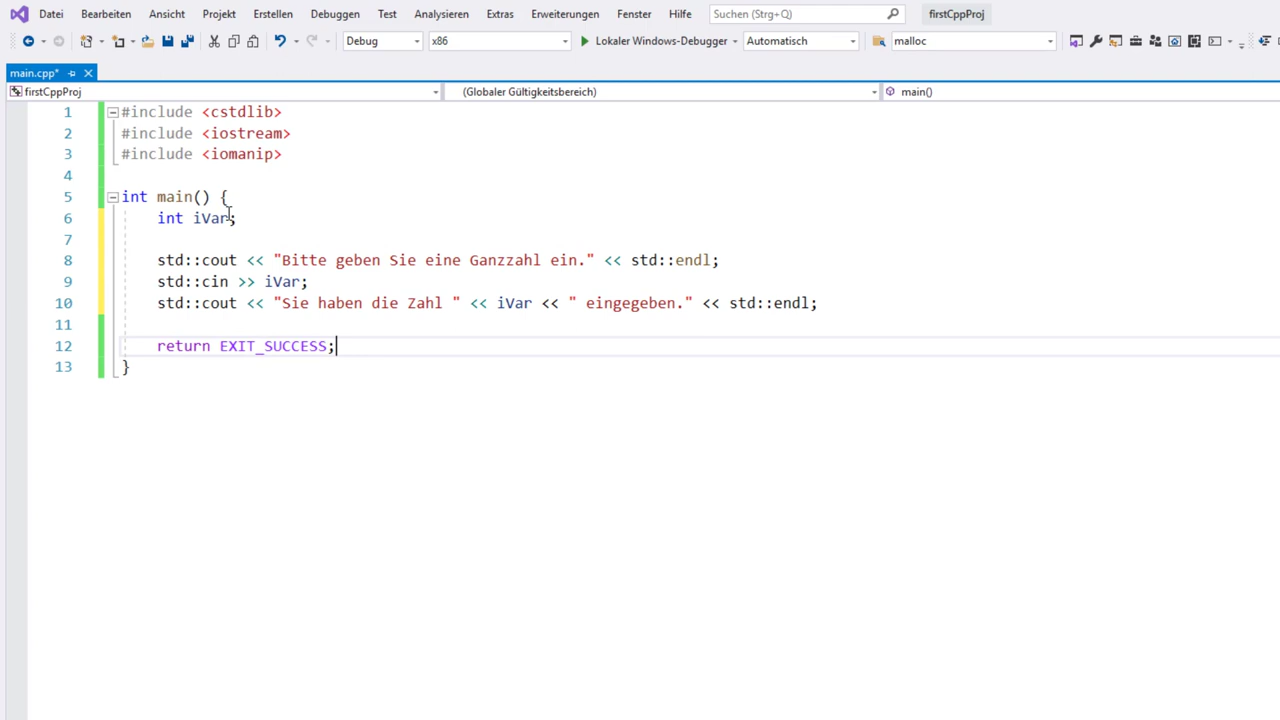 Datei Bearbeiten Ansicht Projekt Erstellen Debuggen Test Analysieren Extras Erweiterungen Fenster Hilfe Suchen (Strg+Q) firstCppProj
Debug x86 Lokaler Windows-Debugger Automatisch malloc
main.cpp*
firstCppProj (Globaler Gültigkeitsbereich) main()
1 #include <cstdlib>
2 #include <iostream>
3 #include <iomanip>
4
5 int main() {
6 int iVar;
7
8 std::cout << "Bitte geben Sie eine Ganzzahl ein." << std::endl;
9 std::cin >> iVar;
10 std::cout << "Sie haben die Zahl " << iVar << " eingegeben." << std::endl;
11
12 return EXIT_SUCCESS;
13 }